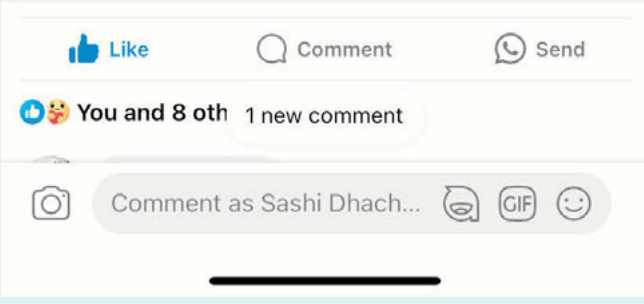 Like Comment Send
You and 8 oth 1 new comment
Comment as Sashi Dhach... GIF